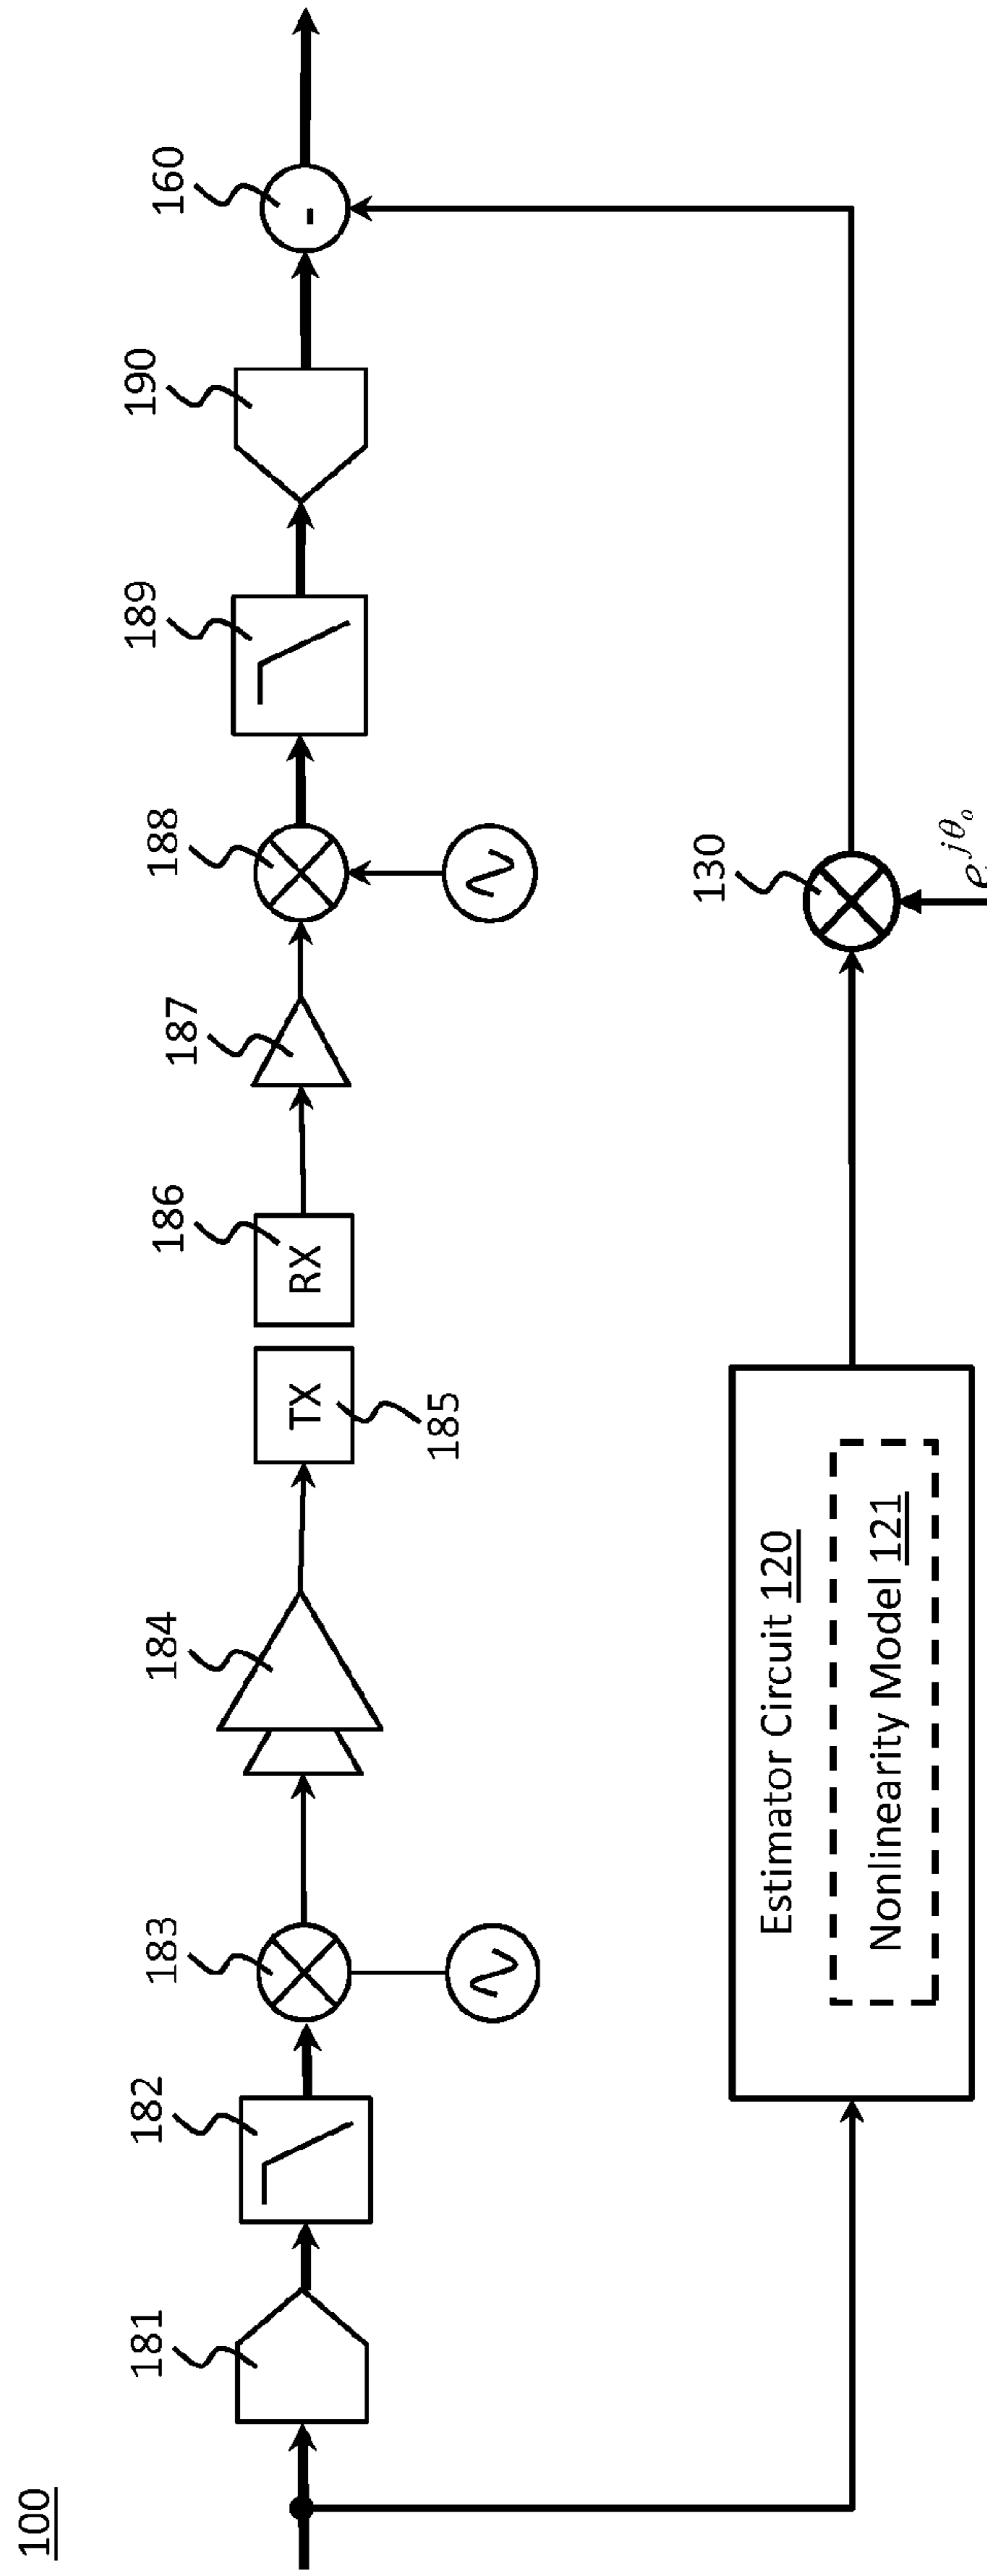 100
181
182
183
184
TX
185
RX
186
187
188
189
190
160
-
Estimator Circuit 120
Nonlinearity Model 121
130
e^{jθ_o}